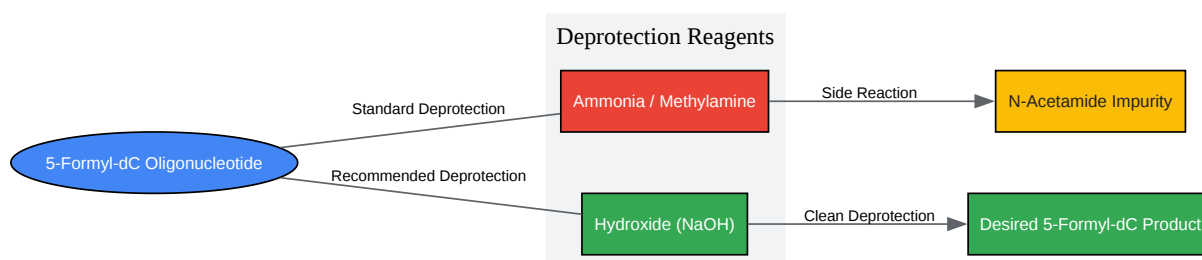 Deprotection Reagents
5-Formyl-dC Oligonucleotide
Standard Deprotection
Ammonia / Methylamine
Side Reaction
N-Acetamide Impurity
Recommended Deprotection
Hydroxide (NaOH)
Clean Deprotection
Desired 5-Formyl-dC Product